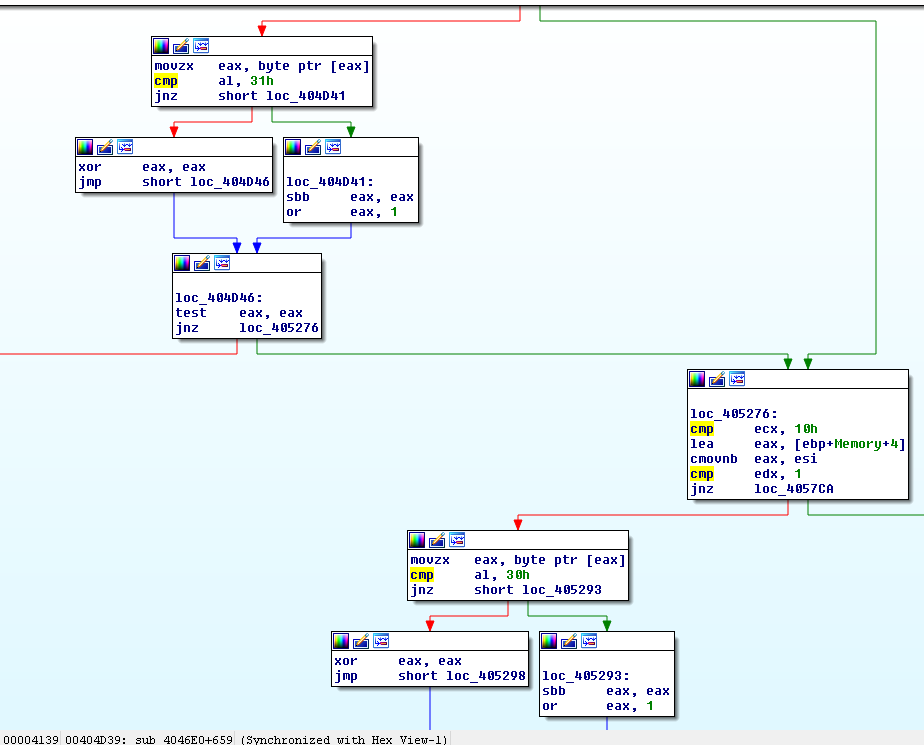 movzx eax, byte ptr [eax]
cmp al, 31h
jnz short loc_404D41
xor eax, eax
jmp short loc_404D46
loc_404D41:
sbb eax, eax
or eax, 1
loc_404D46:
test eax, eax
jnz loc_405276
loc_405276:
cmp ecx, 10h
lea eax, [ebp+Memory+4]
cmovnb eax, esi
cmp edx, 1
jnz loc_4057CA
movzx eax, byte ptr [eax]
cmp al, 30h
jnz short loc_405293
xor eax, eax
jmp short loc_405298
loc_405293:
sbb eax, eax
or eax, 1
00004139 00404D39: sub_4046E0+659 (Synchronized with Hex View-1)